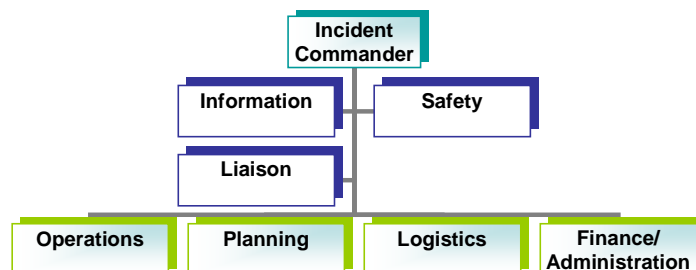 Incident
Commander
Information
Safety
Liaison
Operations
Planning
Logistics
Finance/
Administration